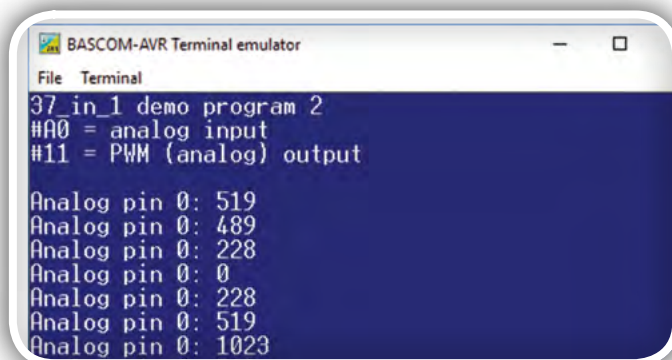 BASCOM-AVR Terminal emulator
File Terminal
37_in_1 demo program 2
#A0 = analog input
#11 = PWM (analog) output
Analog pin 0: 519
Analog pin 0: 489
Analog pin 0: 228
Analog pin 0: 0
Analog pin 0: 228
Analog pin 0: 519
Analog pin 0: 1023